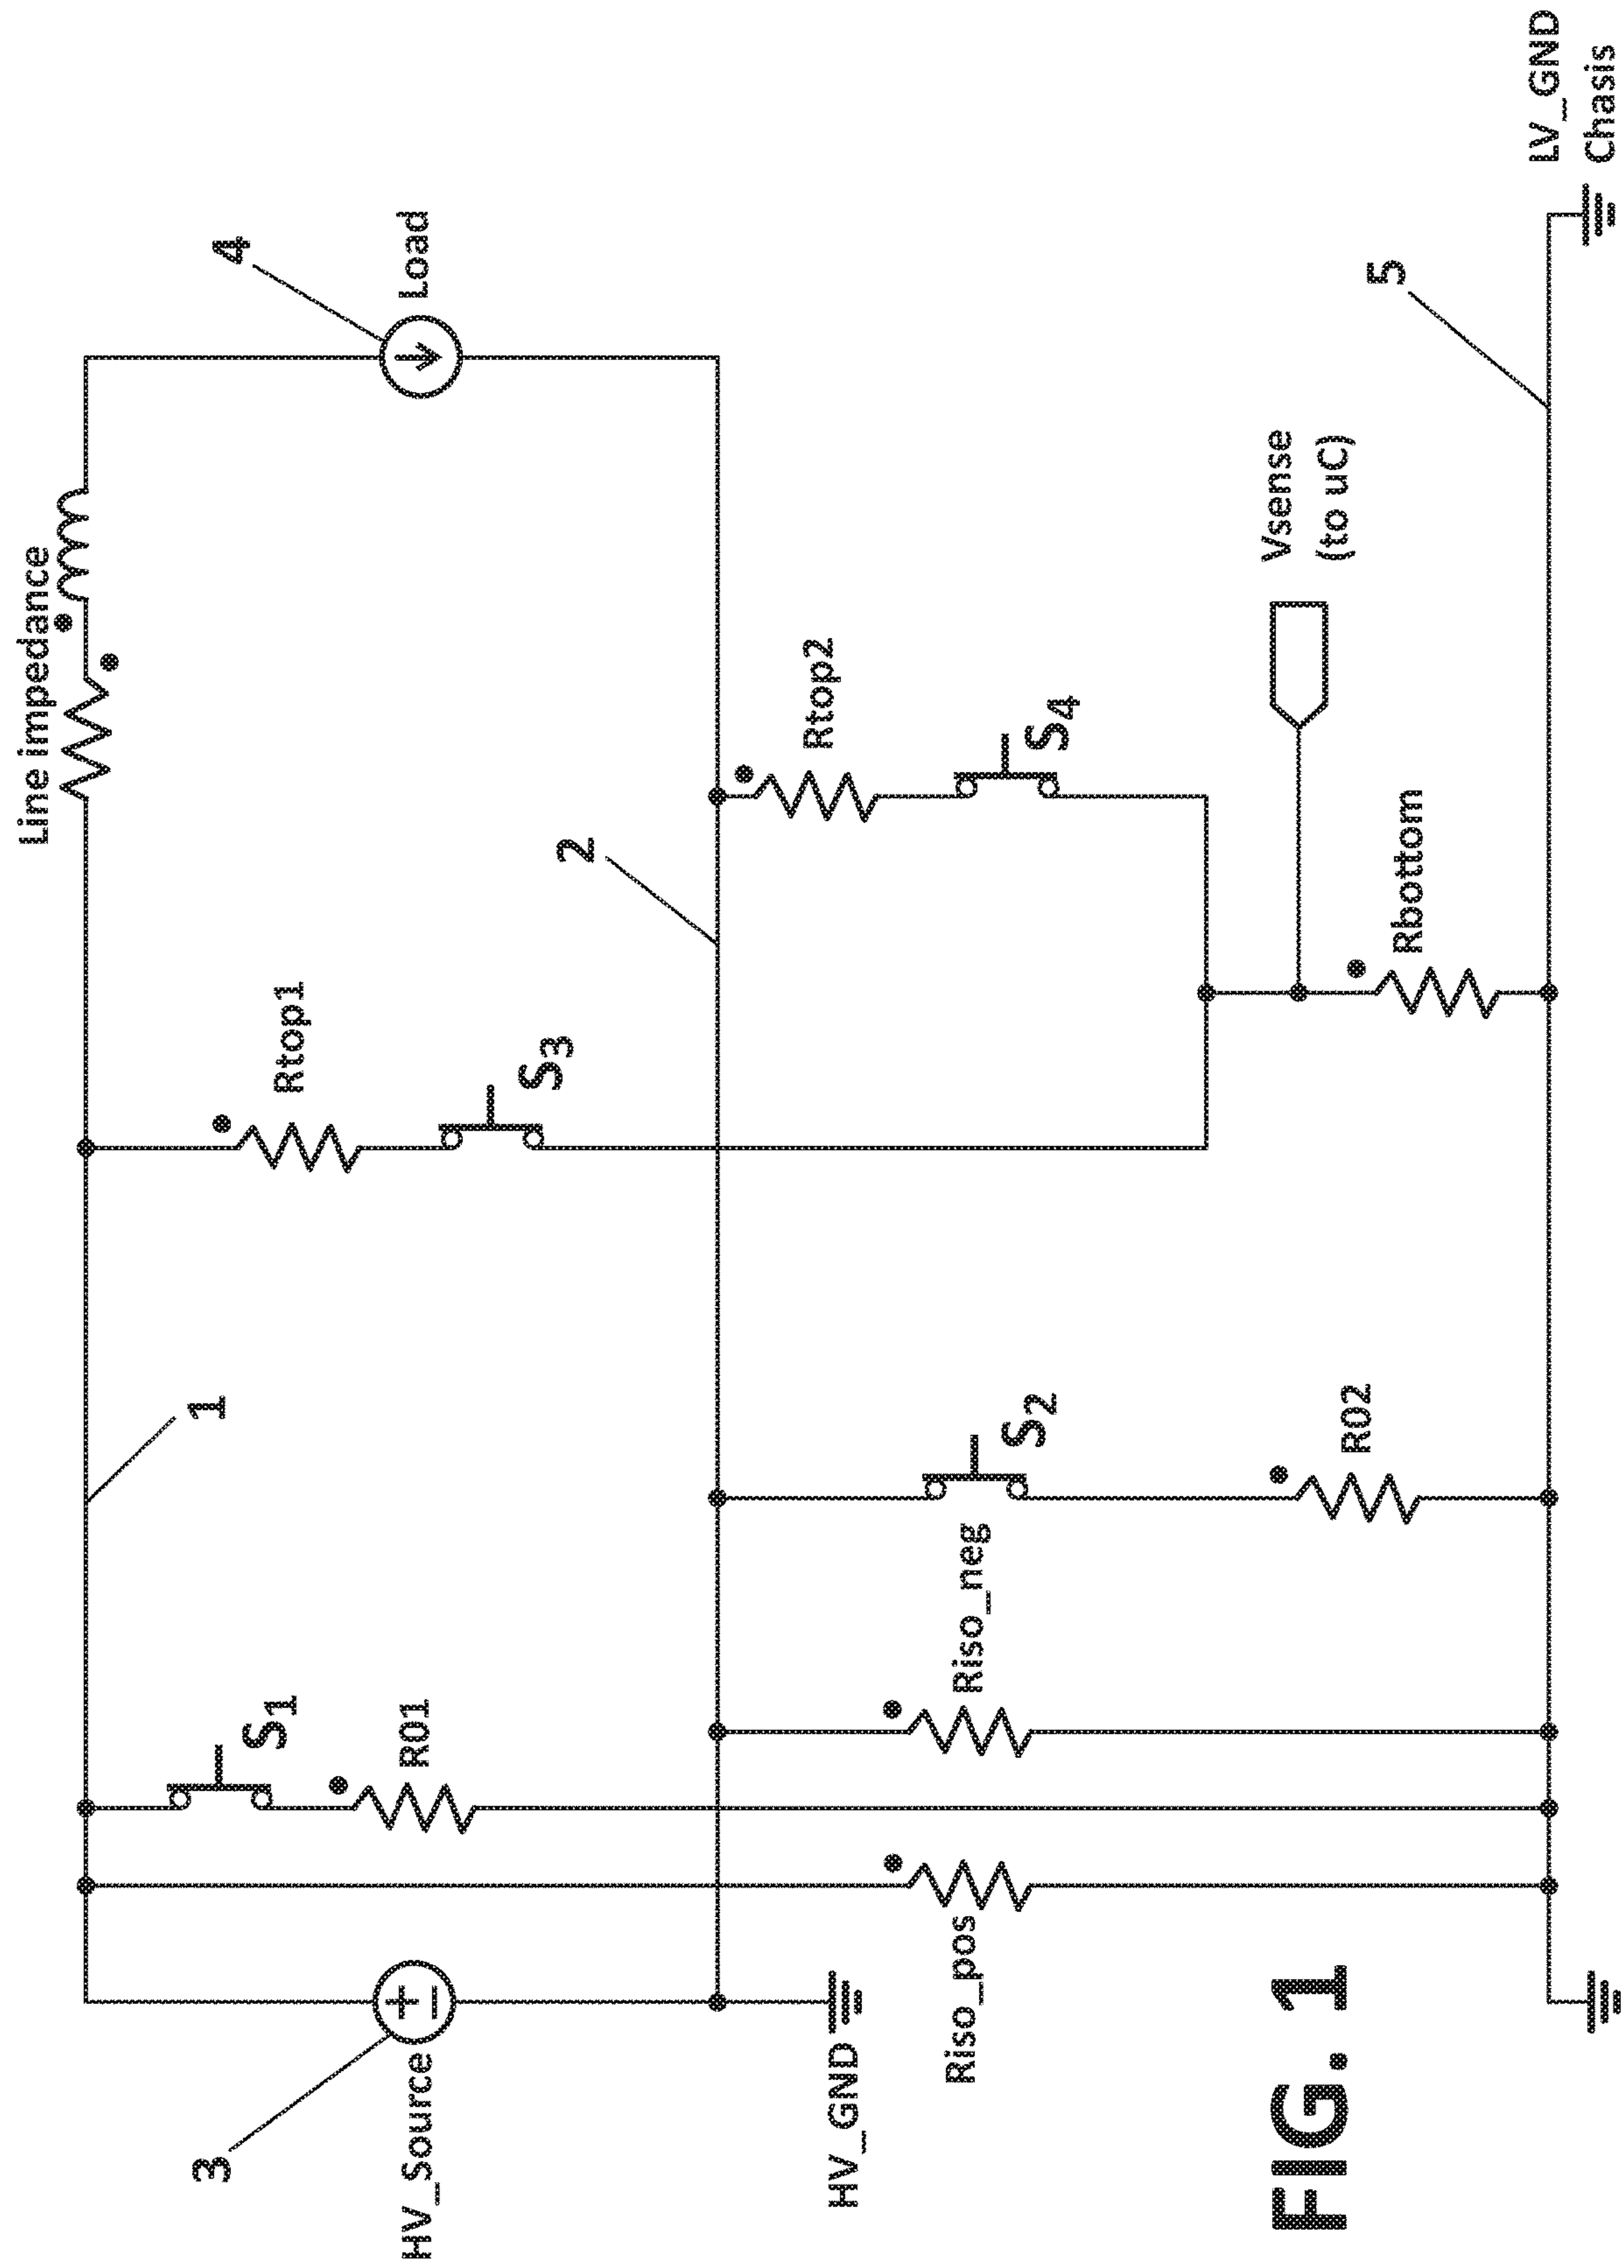 Line impedance
4
Load
Rtop1
S3
1
S1
R01
3
HV_Source
2
Rtop2
S4
Vsense
(to uC)
Rbottom
5
LV_GND
Chasis
S2
R02
Riso_neg
Riso_pos
HV_GND
FIG. 1